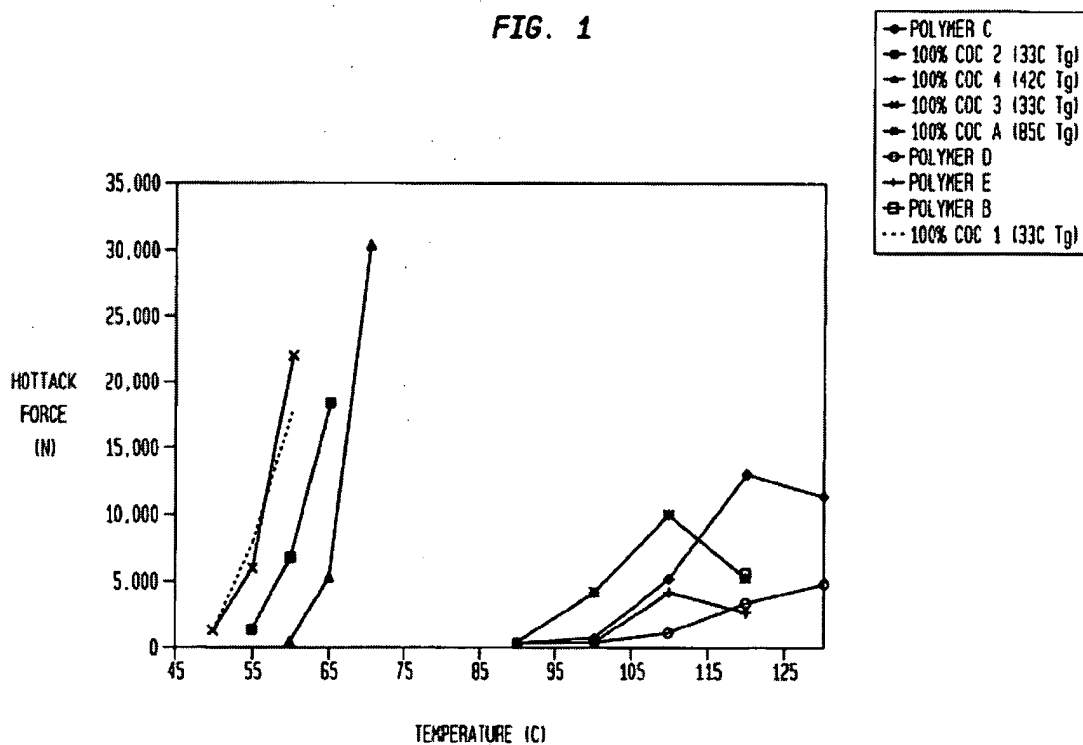 FIG. 1
POLYMER C
100% COC 2 (33C Tg)
100% COC 4 (42C Tg)
100% COC 3 (33C Tg)
100% COC A (85C Tg)
POLYMER D
POLYMER E
POLYMER B
100% COC 1 (33C Tg)
35,000
30,000
25,000
20,000
15,000
10,000
5,000
0
HOTTACK
FORCE
(N)
45 55 65 75 85 95 105 115 125
TEMPERATURE (C)